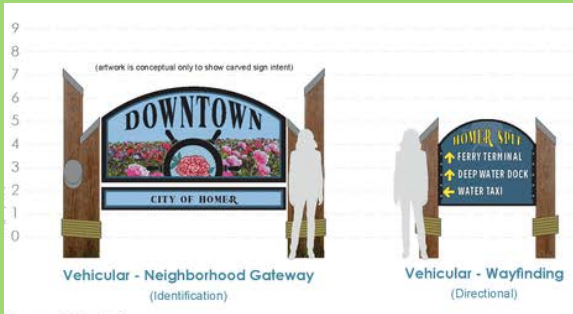 9
8
7
6
5
4
3
2
1
0
(artwork is conceptual only to show carved sign intent)
DOWNTOWN
CITY OF HOMER
Vehicular - Neighborhood Gateway
(Identification)
HOMER SPIT
↑ FERRY TERMINAL
↑ DEEP WATER DOCK
← WATER TAXI
Vehicular - Wayfinding
(Directional)